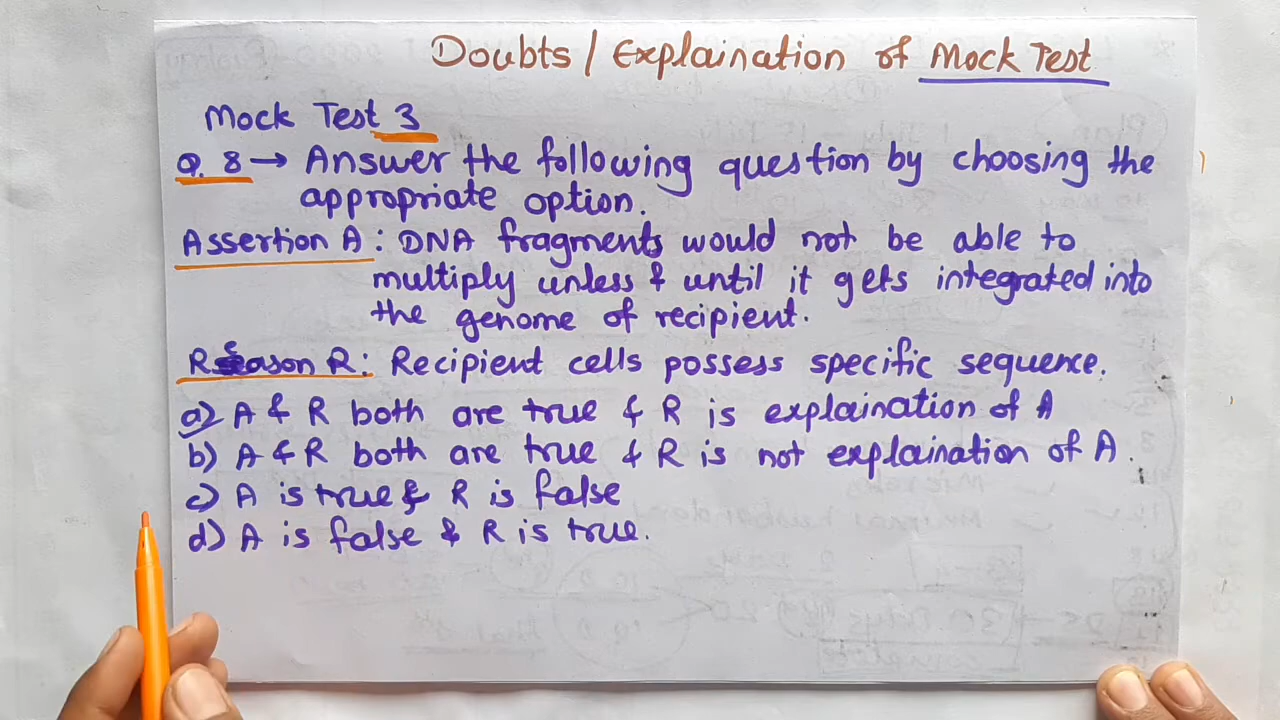 Doubts / Explaination of Mock Test
Mock Test 3
Q. 8 → Answer the following question by choosing the
appropriate option.
Assertion A : DNA fragments would not be able to
multiply unless & until it gets integrated into
the genome of recipient.
Reason R : Recipient cells possess specific sequence.
a) A & R both are true & R is explaination of A
b) A & R both are true & R is not explaination of A.
c) A is true & R is false
d) A is false & R is true.